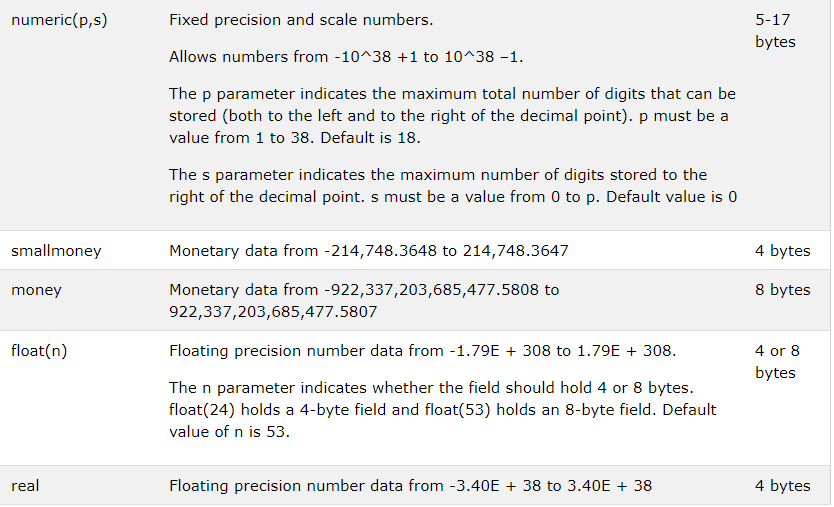 numeric(p,s) Fixed precision and scale numbers. 5-17
bytes
Allows numbers from -10^38 +1 to 10^38 –1.
The p parameter indicates the maximum total number of digits that can be
stored (both to the left and to the right of the decimal point). p must be a
value from 1 to 38. Default is 18.
The s parameter indicates the maximum number of digits stored to the
right of the decimal point. s must be a value from 0 to p. Default value is 0
smallmoney Monetary data from -214,748.3648 to 214,748.3647 4 bytes
money Monetary data from -922,337,203,685,477.5808 to 8 bytes
922,337,203,685,477.5807
float(n) Floating precision number data from -1.79E + 308 to 1.79E + 308. 4 or 8
bytes
The n parameter indicates whether the field should hold 4 or 8 bytes.
float(24) holds a 4-byte field and float(53) holds an 8-byte field. Default
value of n is 53.
real Floating precision number data from -3.40E + 38 to 3.40E + 38 4 bytes